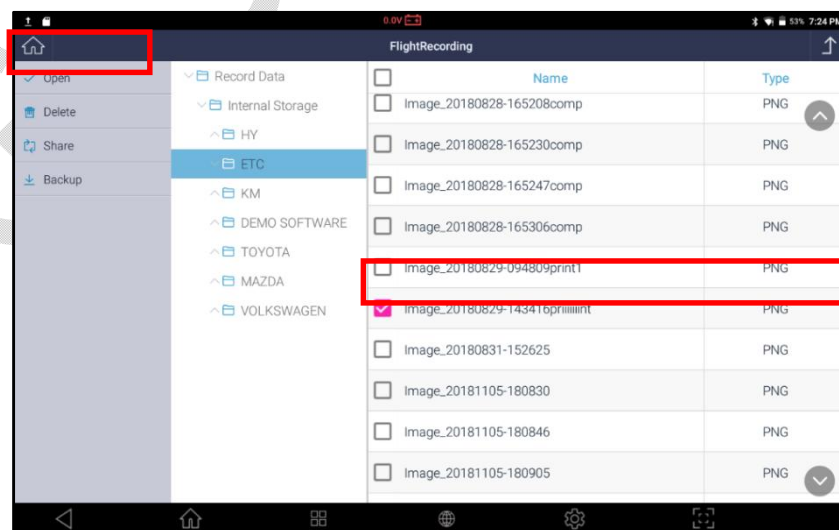 0.0V
53% 7:24 PM
FlightRecording
Open
Delete
Share
Backup
Record Data
Internal Storage
HY
ETC
KM
DEMO SOFTWARE
TOYOTA
MAZDA
VOLKSWAGEN
Name Type
Image_20180828-165208comp PNG
Image_20180828-165230comp PNG
Image_20180828-165247comp PNG
Image_20180828-165306comp PNG
Image_20180829-094809print1 PNG
Image_20180829-143416priiiiiiint PNG
Image_20180831-152625 PNG
Image_20181105-180830 PNG
Image_20181105-180846 PNG
Image_20181105-180905 PNG